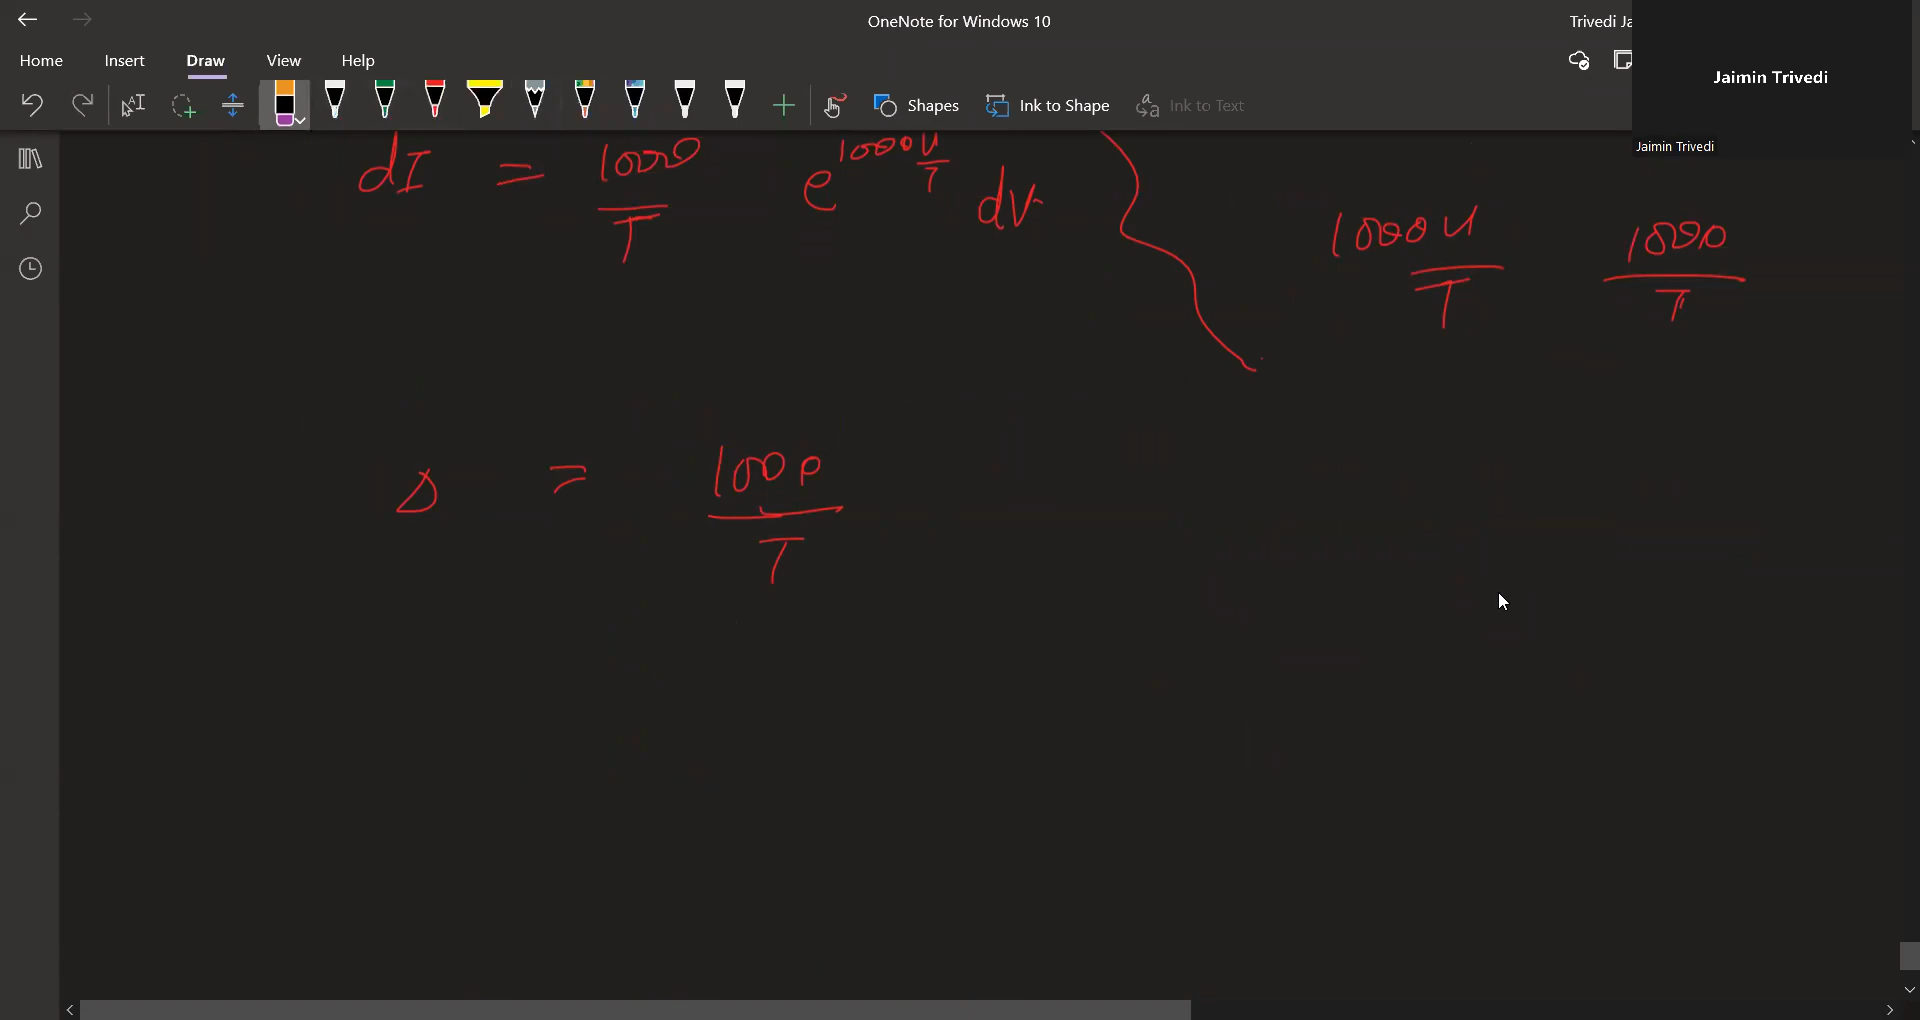 OneNote for Windows 10
Trivedi Ja
Jaimin Trivedi
Home Insert Draw View Help
Shapes Ink to Shape Ink to Text
Jaimin Trivedi
dI = 1000/T e^1000V/T dV
1000V/T 1000/T
= 1000/T